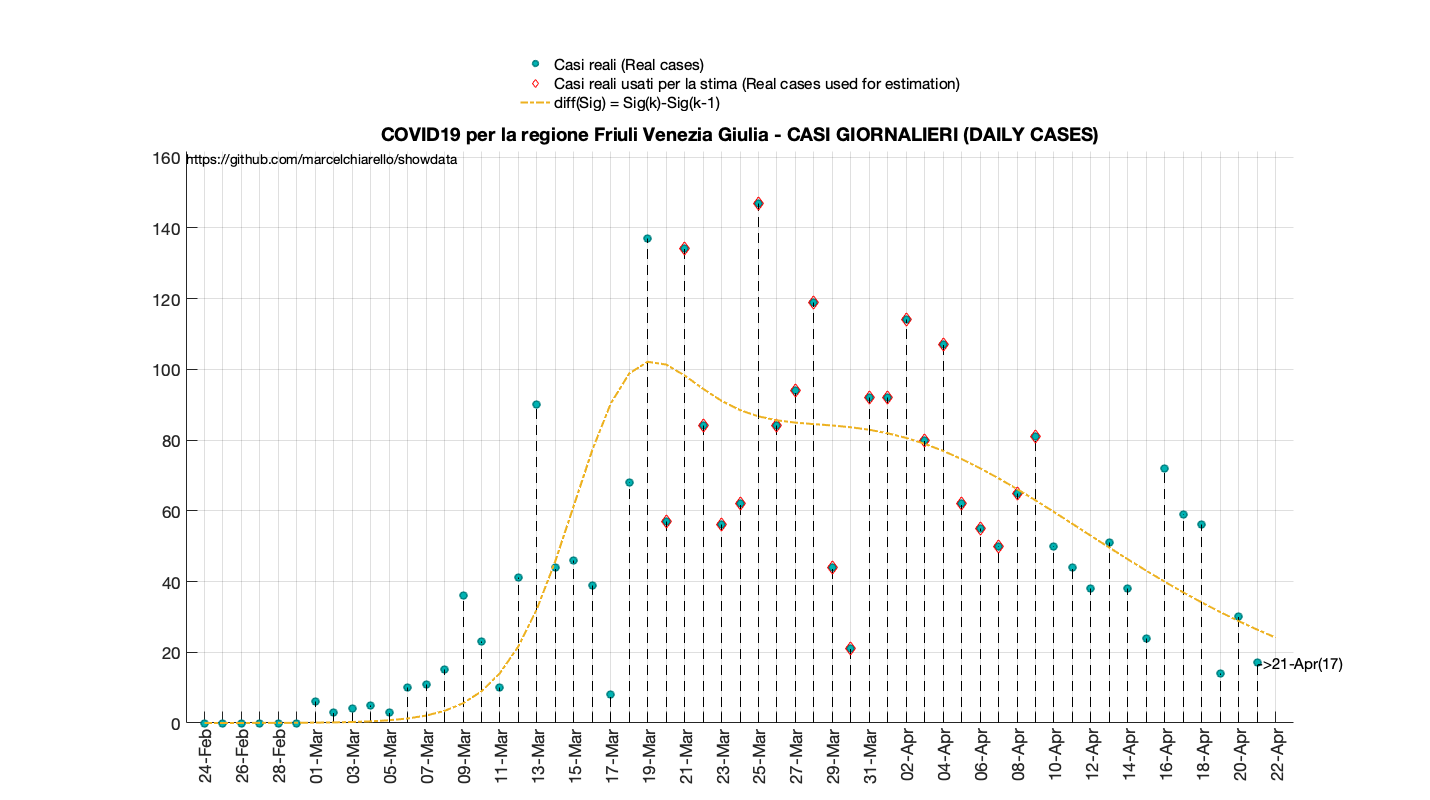 Casi reali (Real cases)
Casi reali usati per la stima (Real cases used for estimation)
diff(Sig) = Sig(k)-Sig(k-1)
COVID19 per la regione Friuli Venezia Giulia - CASI GIORNALIERI (DAILY CASES)
https://github.com/marcelchiarello/showdata
160
140
120
100
80
60
40
20
0
->21-Apr(17)
24-Feb
26-Feb
28-Feb
01-Mar
03-Mar
05-Mar
07-Mar
09-Mar
11-Mar
13-Mar
15-Mar
17-Mar
19-Mar
21-Mar
23-Mar
25-Mar
27-Mar
29-Mar
31-Mar
02-Apr
04-Apr
06-Apr
08-Apr
10-Apr
12-Apr
14-Apr
16-Apr
18-Apr
20-Apr
22-Apr